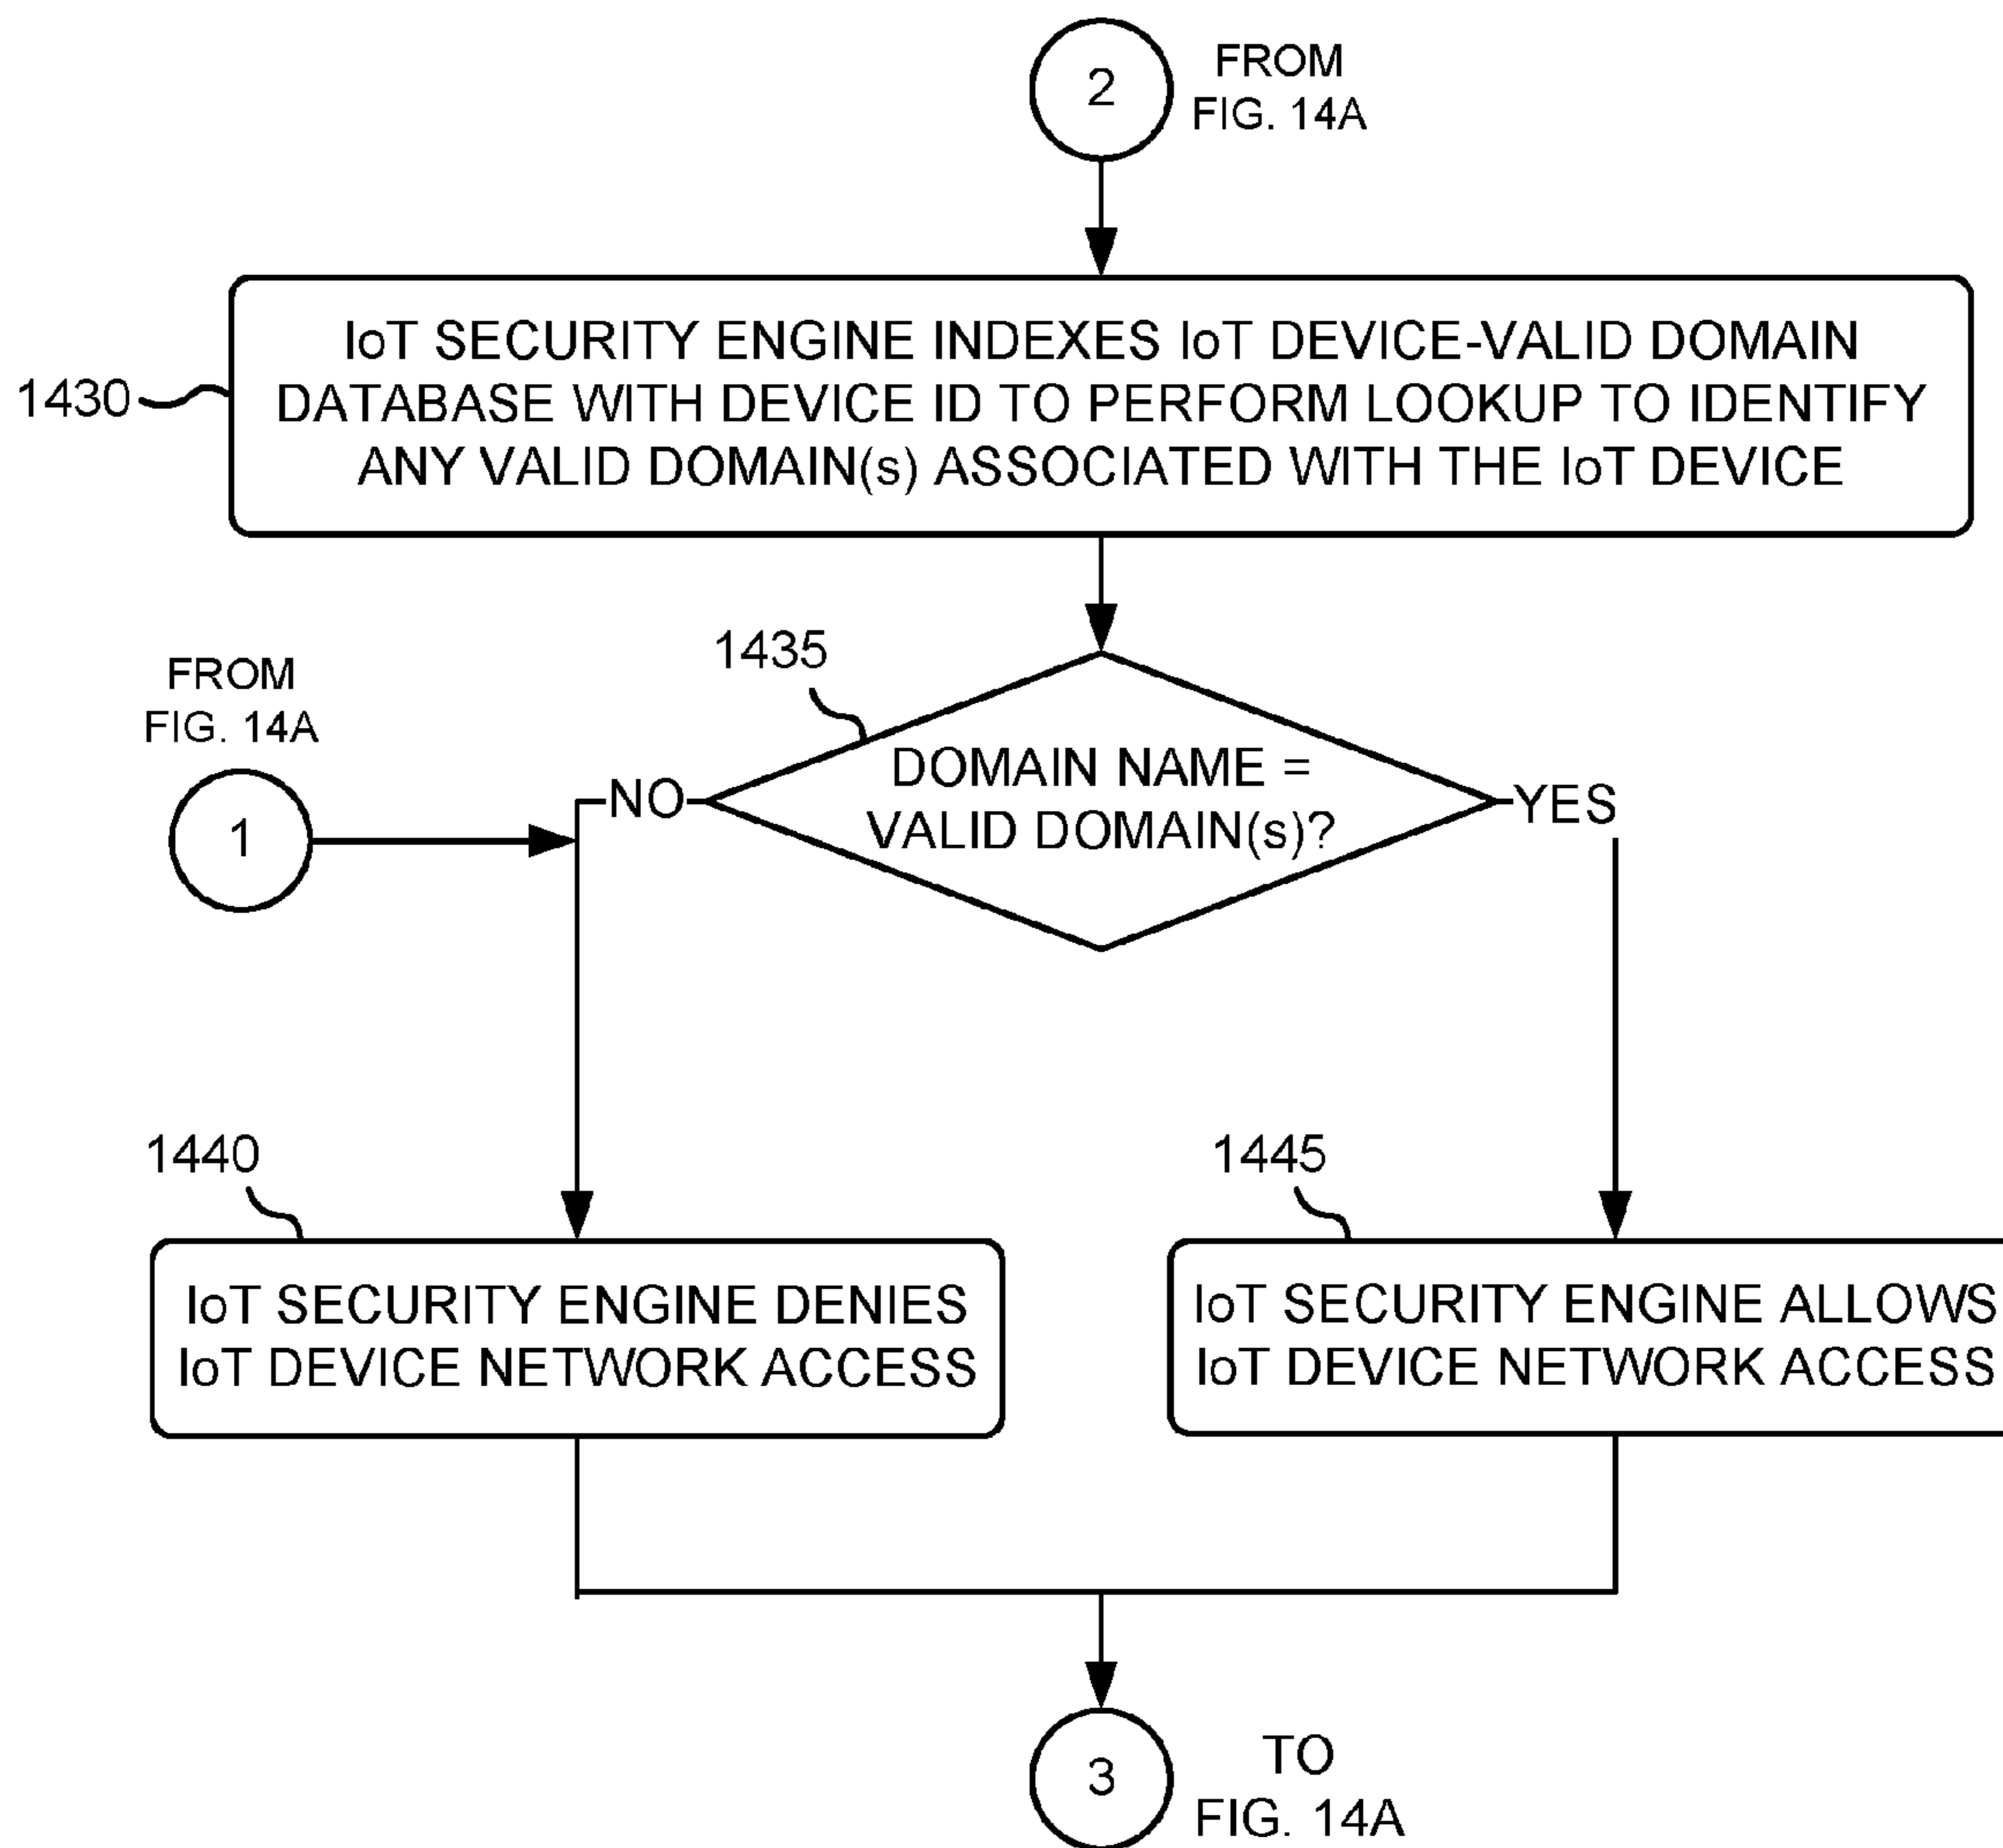 2
FROM
FIG. 14A
1430
IoT SECURITY ENGINE INDEXES IoT DEVICE-VALID DOMAIN
DATABASE WITH DEVICE ID TO PERFORM LOOKUP TO IDENTIFY
ANY VALID DOMAIN(s) ASSOCIATED WITH THE IoT DEVICE
1435
FROM
FIG. 14A
1
NO
DOMAIN NAME =
VALID DOMAIN(s)?
YES
1440
IoT SECURITY ENGINE DENIES
IoT DEVICE NETWORK ACCESS
1445
IoT SECURITY ENGINE ALLOWS
IoT DEVICE NETWORK ACCESS
3
TO
FIG. 14A